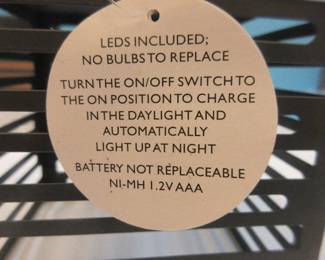 LEDS INCLUDED;
NO BULBS TO REPLACE
TURN THE ON/OFF SWITCH TO
THE ON POSITION TO CHARGE
IN THE DAYLIGHT AND
AUTOMATICALLY
LIGHT UP AT NIGHT
BATTERY NOT REPLACEABLE
NI-MH 1.2V AAA